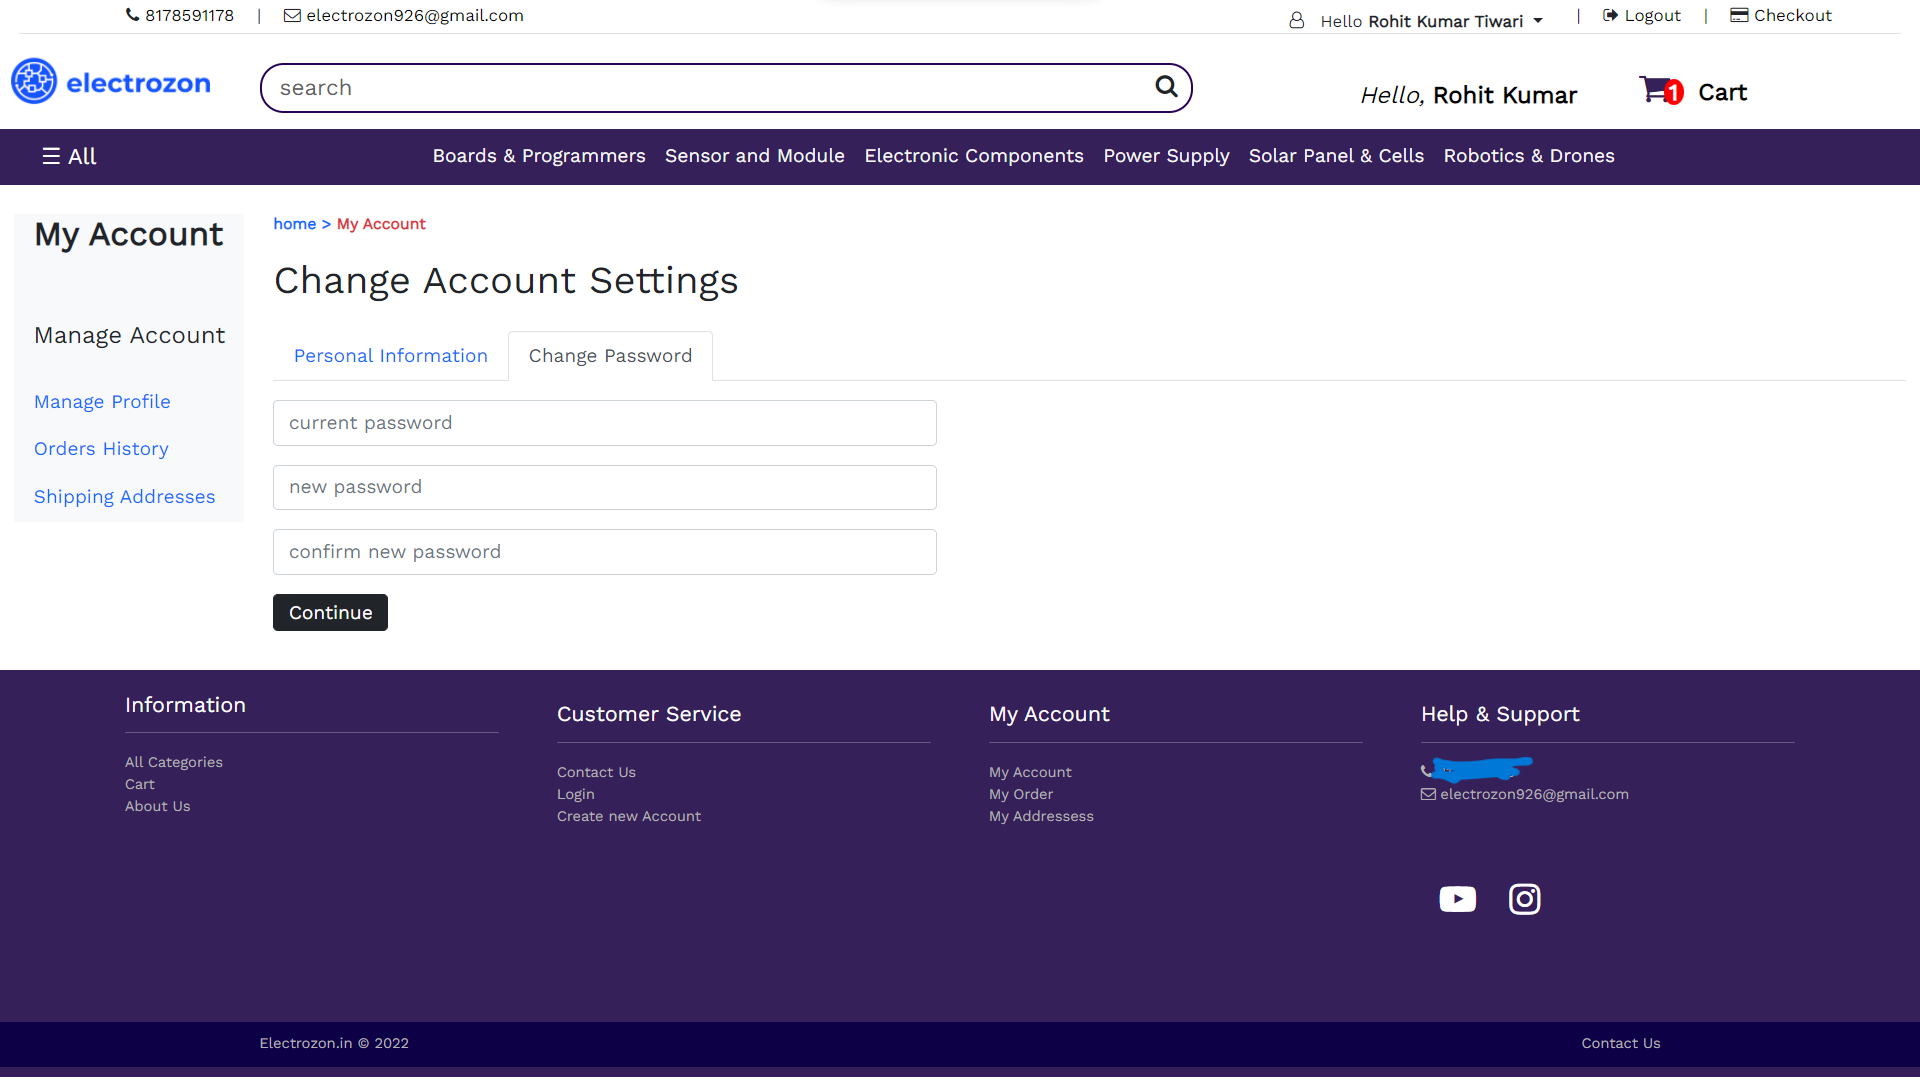 8178591178 | electrozon926@gmail.com
Hello Rohit Kumar Tiwari | Logout | Checkout
electrozon
search
Hello, Rohit Kumar
1 Cart
☰ All
Boards & Programmers Sensor and Module Electronic Components Power Supply Solar Panel & Cells Robotics & Drones
My Account
Manage Account
Manage Profile
Orders History
Shipping Addresses
home > My Account
Change Account Settings
Personal Information
Change Password
current password
new password
confirm new password
Continue
Information
All Categories
Cart
About Us
Customer Service
Contact Us
Login
Create new Account
My Account
My Account
My Order
My Addressess
Help & Support
electrozon926@gmail.com
Electrozon.in © 2022
Contact Us